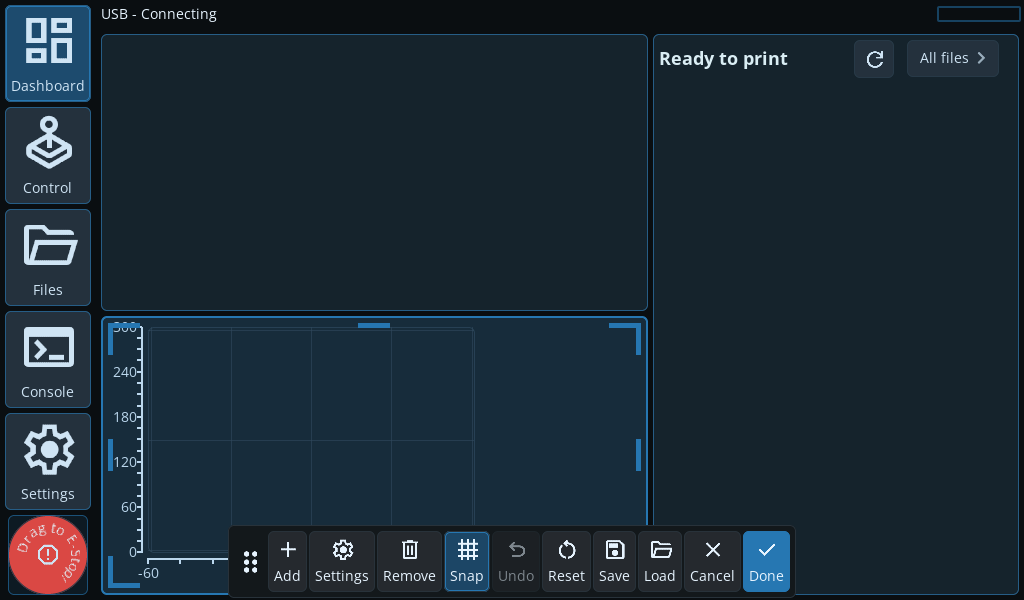 USB - Connecting
Dashboard
Control
Files
Console
Settings
Drag to E-Stop!
Ready to print
All files
300
240
180
120
60
0
-60
Add
Settings
Remove
Snap
Undo
Reset
Save
Load
Cancel
Done